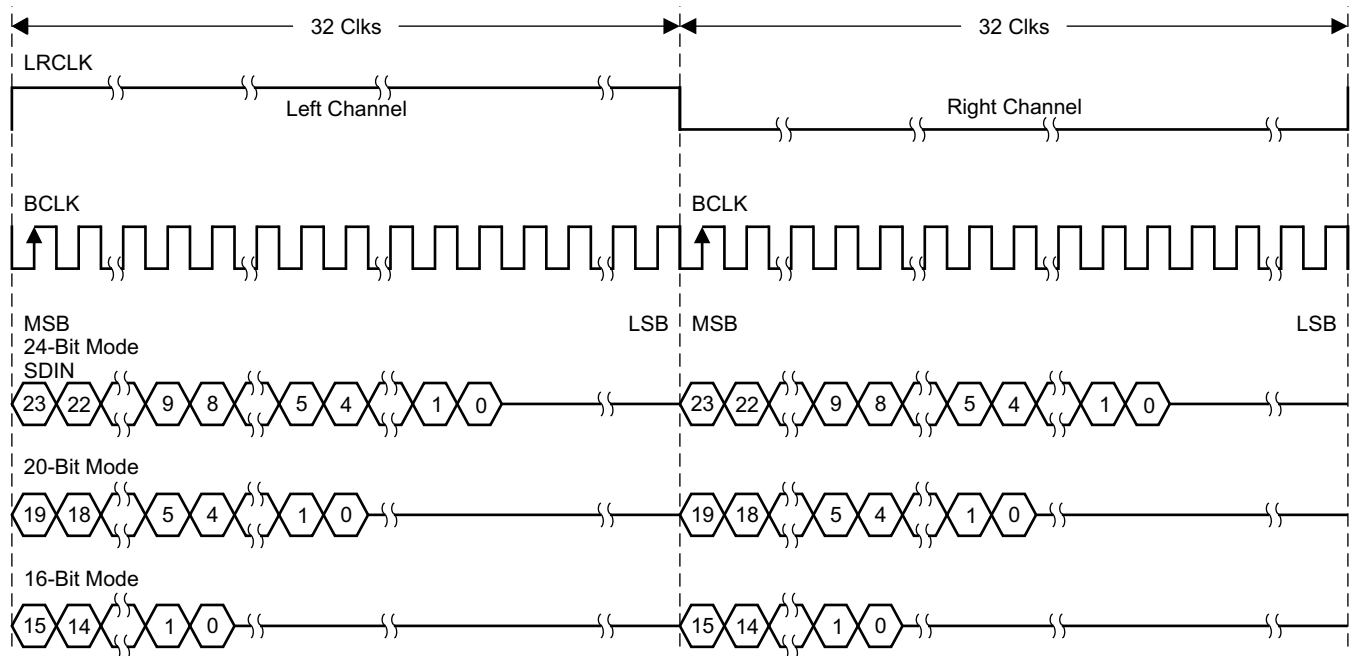 32 Clks 32 Clks
LRCLK
Left Channel Right Channel
BCLK BCLK
MSB LSB MSB LSB
24-Bit Mode
SDIN
23 22 9 8 5 4 1 0 23 22 9 8 5 4 1 0
20-Bit Mode
19 18 5 4 1 0 19 18 5 4 1 0
16-Bit Mode
15 14 1 0 15 14 1 0